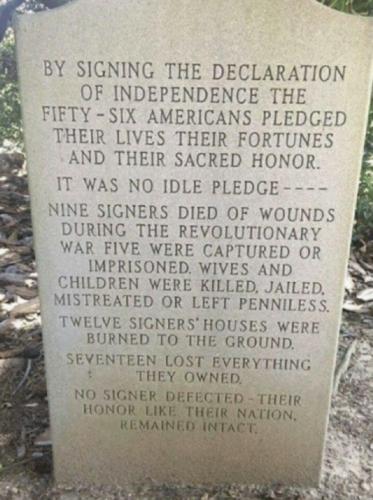 BY SIGNING THE DECLARATION
OF INDEPENDENCE THE
FIFTY-SIX AMERICANS PLEDGED
THEIR LIVES THEIR FORTUNES
AND THEIR SACRED HONOR.
IT WAS NO IDLE PLEDGE----
NINE SIGNERS DIED OF WOUNDS
DURING THE REVOLUTIONARY
WAR FIVE WERE CAPTURED OR
IMPRISONED. WIVES AND
CHILDREN WERE KILLED, JAILED,
MISTREATED OR LEFT PENNILESS.
TWELVE SIGNERS' HOUSES WERE
BURNED TO THE GROUND.
SEVENTEEN LOST EVERYTHING
THEY OWNED.
NO SIGNER DEFECTED-THEIR
HONOR LIKE THEIR NATION,
REMAINED INTACT.